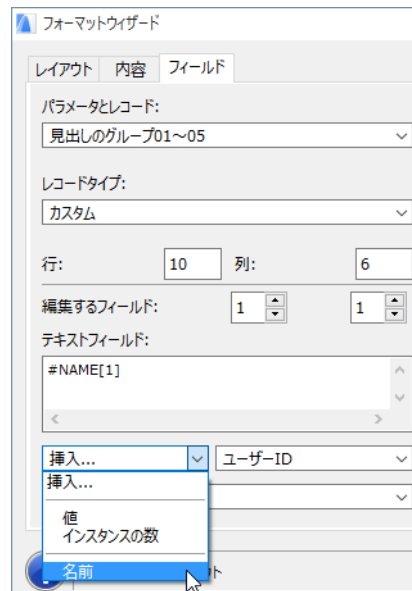 フォーマットウィザード
レイアウト 内容 フィールド
パラメータとレコード:
見出しのグループ01～05
レコードタイプ:
カスタム
行: 10 列: 6
編集するフィールド: 1 1
テキストフィールド:
#NAME[1]
挿入... ユーザーID
挿入...
値
インスタンスの数
名前